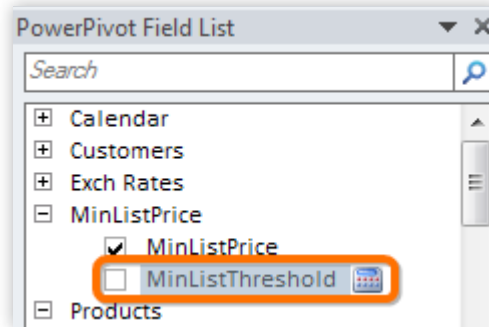 PowerPivot Field List
Search
Calendar
Customers
Exch Rates
MinListPrice
MinListPrice
MinListThreshold
Products